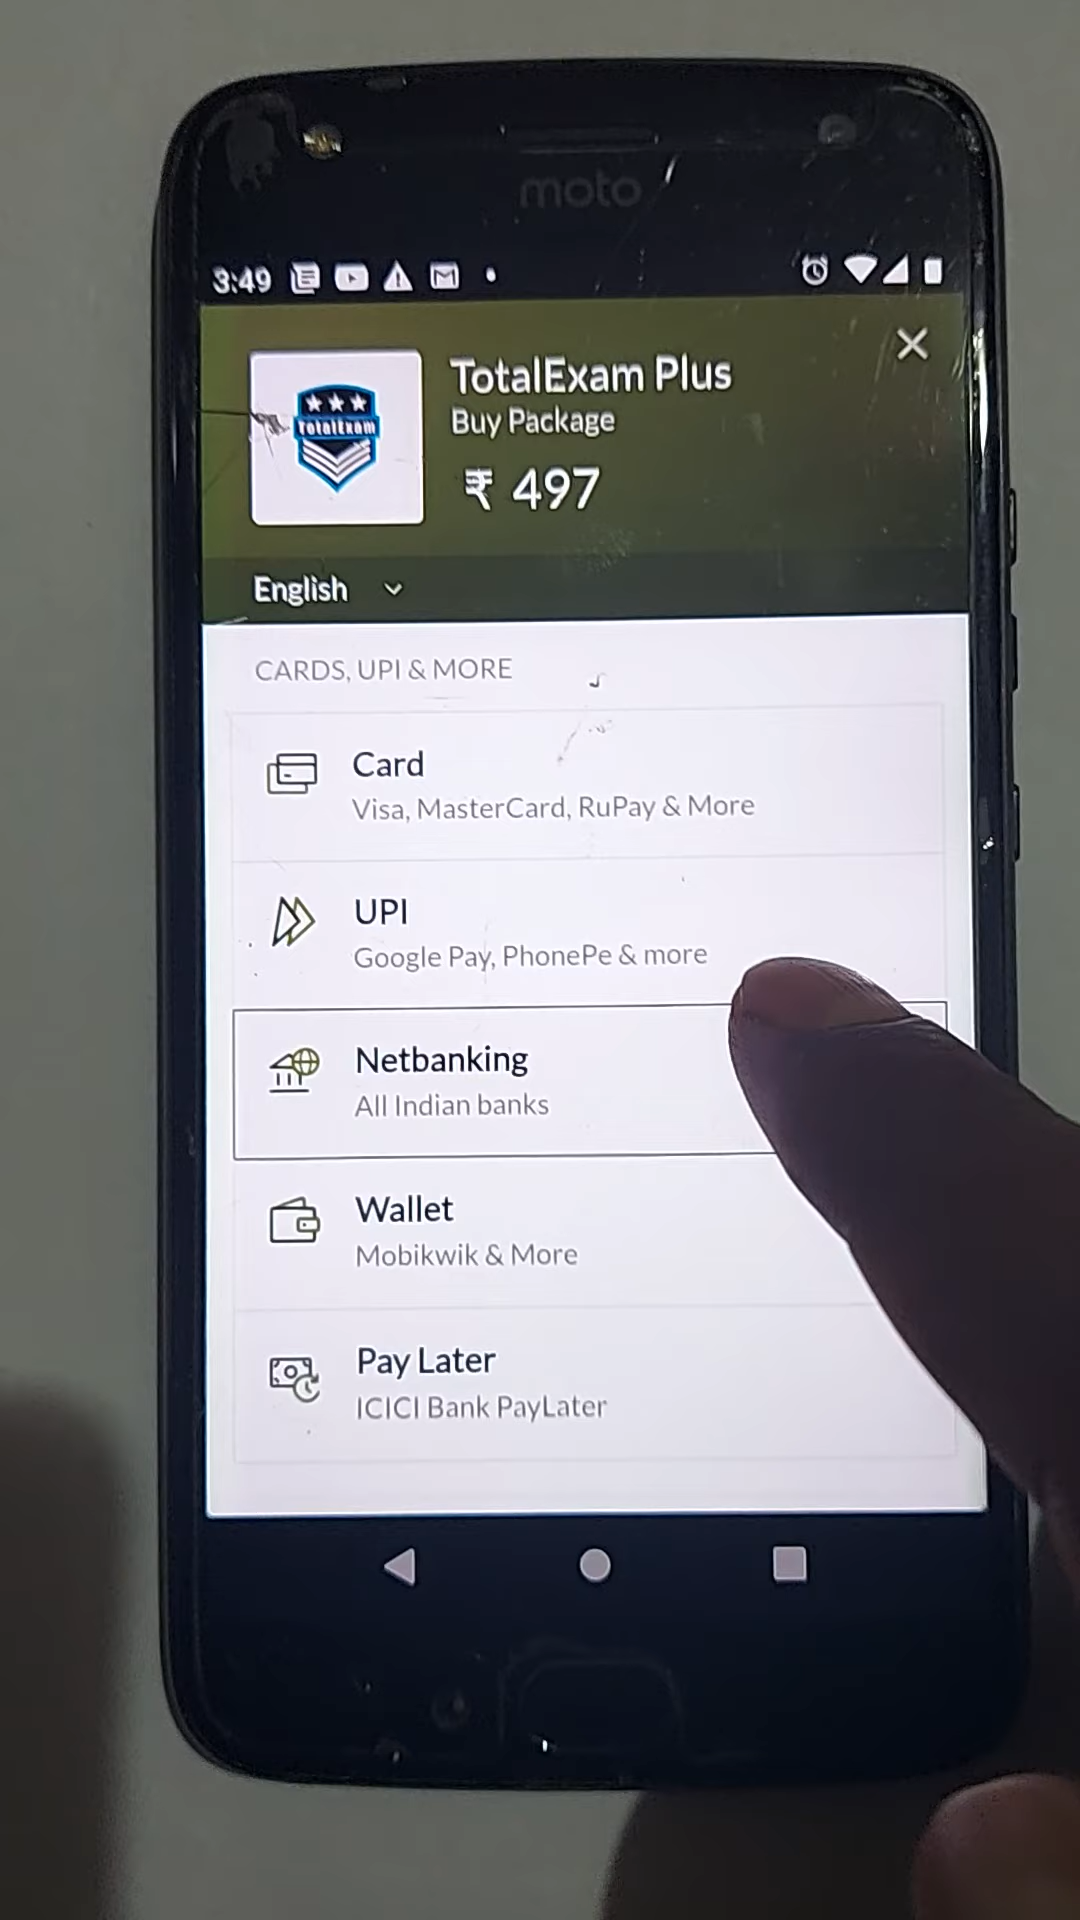 moto
3:49
TotalExam
TotalExam Plus
Buy Package
₹ 497
English
CARDS, UPI & MORE
Card
Visa, MasterCard, RuPay & More
UPI
Google Pay, PhonePe & more
Netbanking
All Indian banks
Wallet
Mobikwik & More
Pay Later
ICICI Bank PayLater